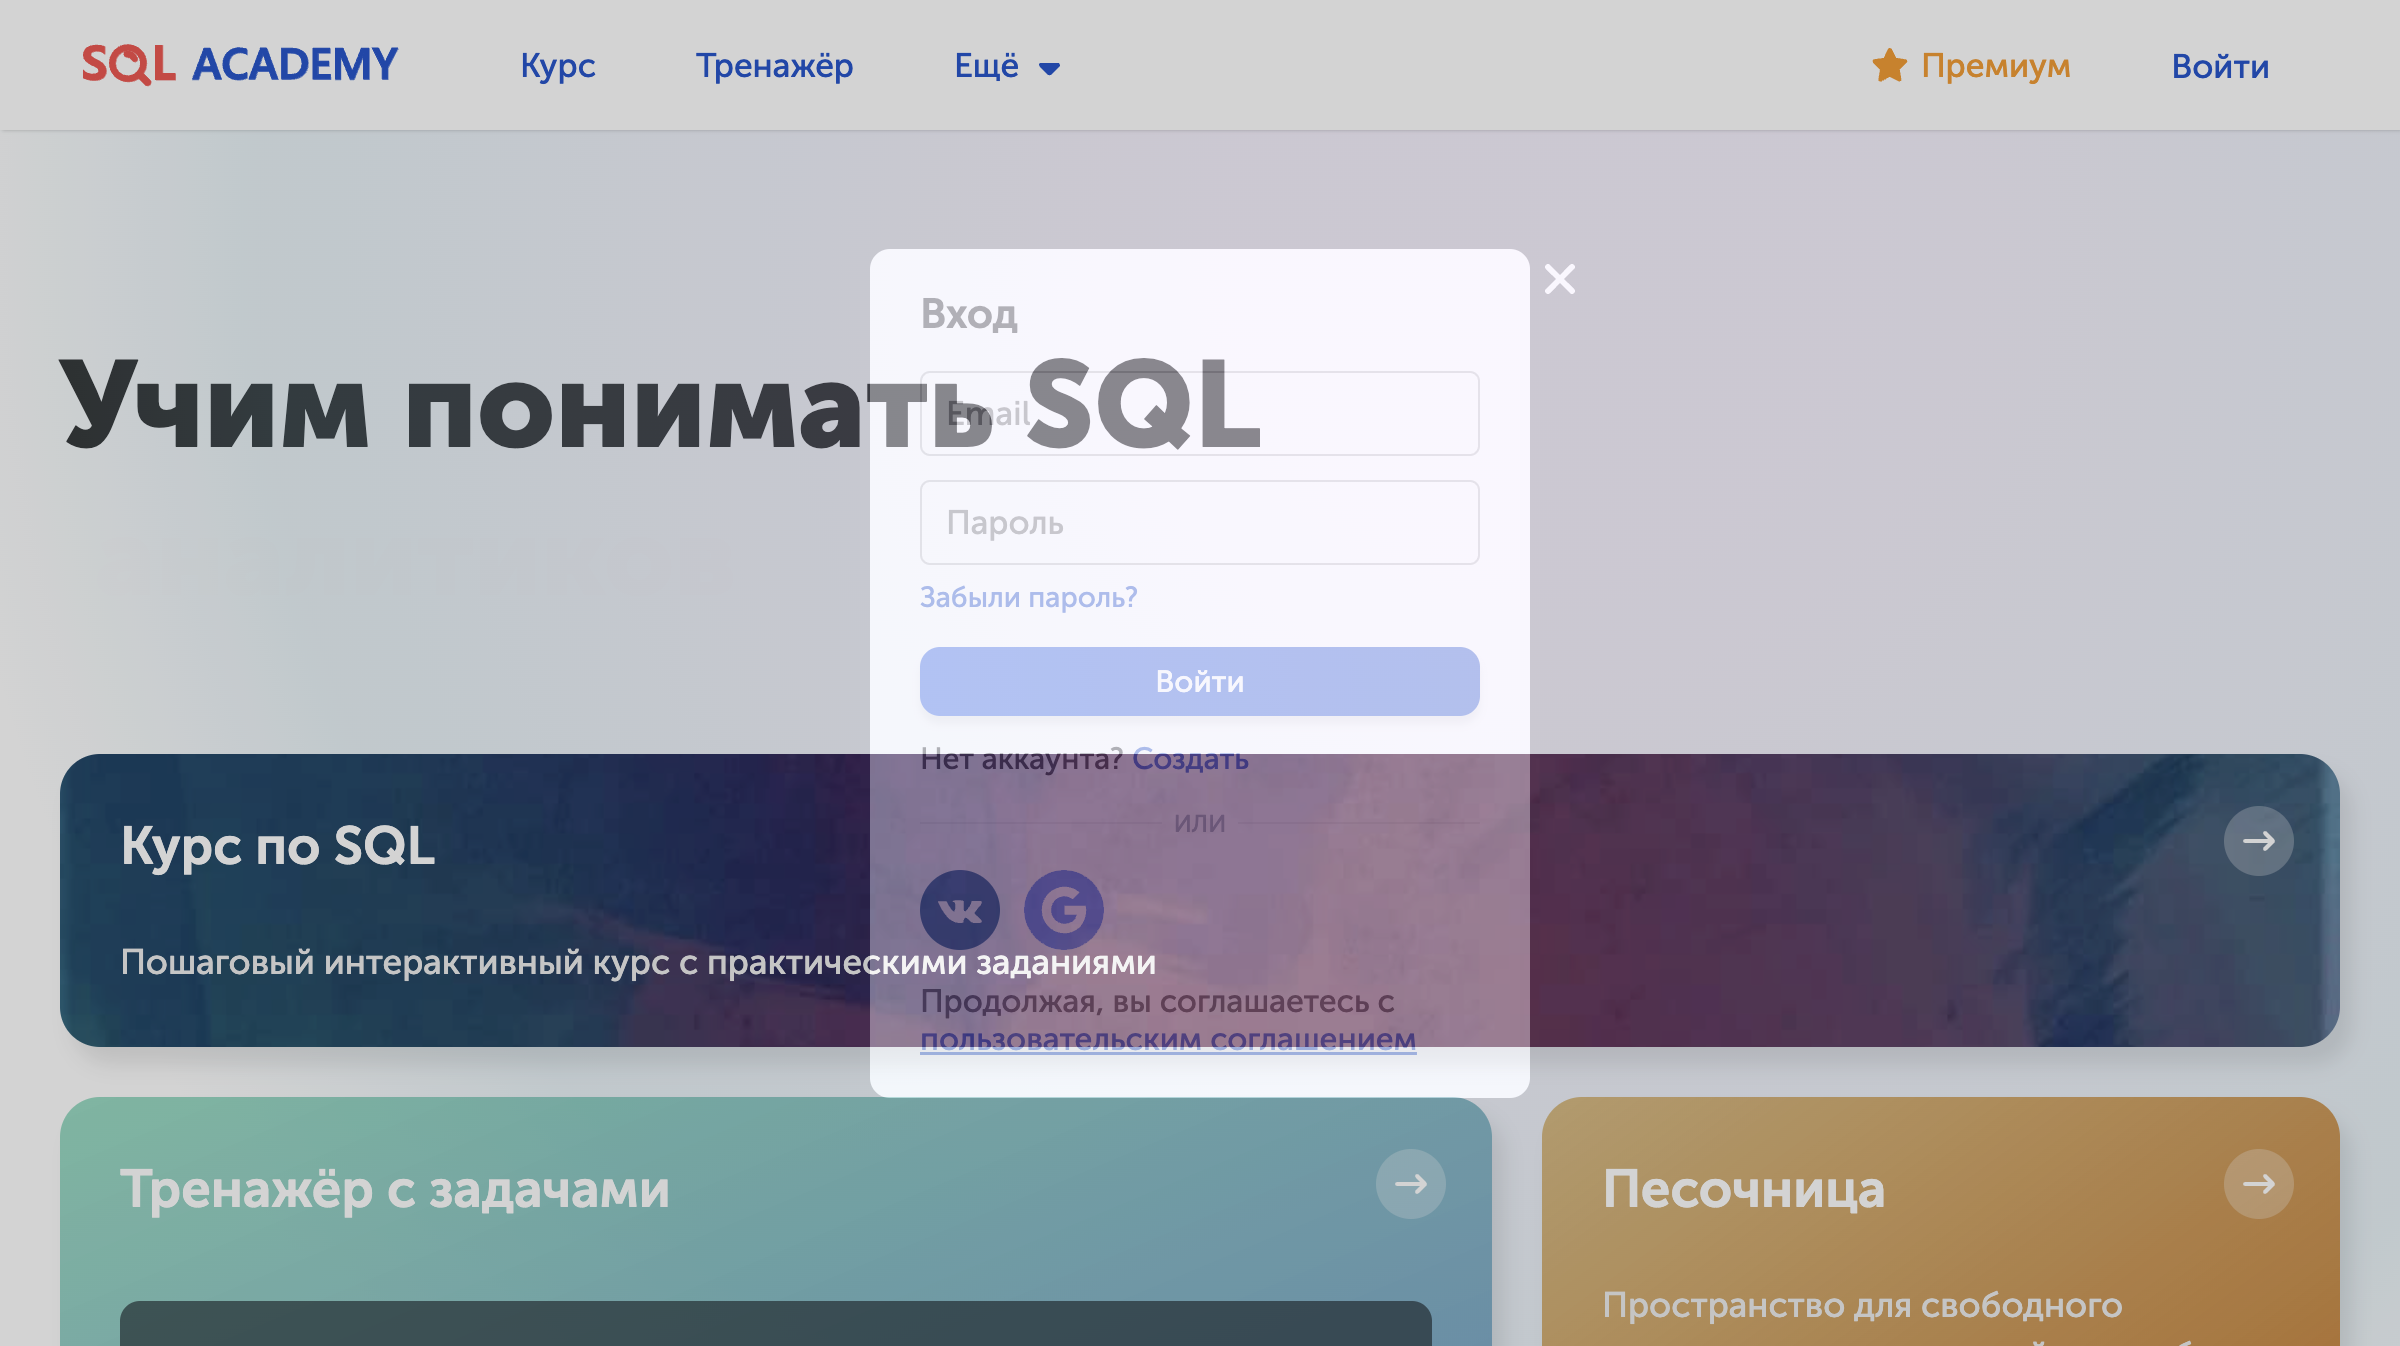 SQL ACADEMY
Курс
Тренажёр
Ещё
Премиум
Войти
Вход
Учим понимать SQL
Email
Пароль
Забыли пароль?
Войти
Нет аккаунта? Создать
или
Курс по SQL
Пошаговый интерактивный курс с практическими заданиями
Продолжая, вы соглашаетесь с
пользовательским соглашением
Тренажёр с задачами
Песочница
Пространство для свободного